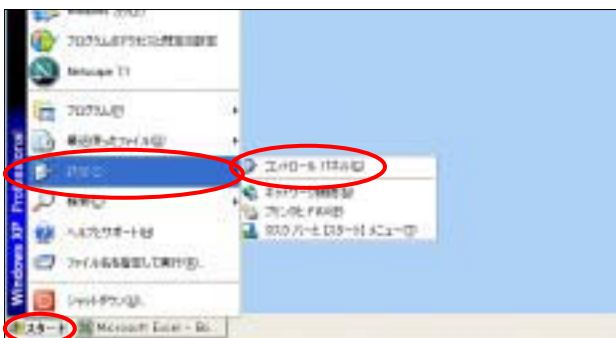 Windows Update
プログラムのアクセスと既定の設定
Netscape 7.1
プログラム(P)
最近使ったファイル(D)
設定(S)
検索(C)
ヘルプとサポート(H)
ファイル名を指定して実行(R)...
シャットダウン(U)...
コントロール パネル(C)
ネットワーク接続(N)
プリンタと FAX(P)
タスク バーと [スタート] メニュー(T)
Windows XP Professional
スタート
Microsoft Excel - Bo...